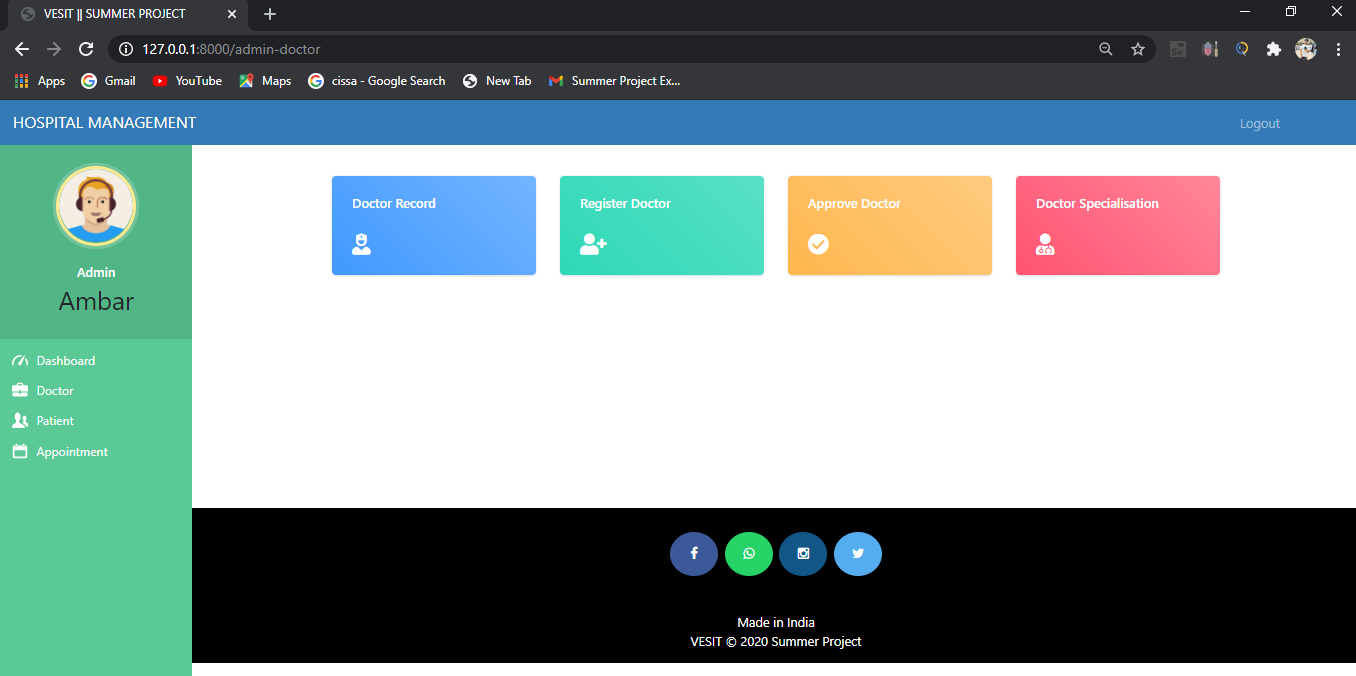 VESIT || SUMMER PROJECT
127.0.0.1:8000/admin-doctor
Apps Gmail YouTube Maps cissa - Google Search New Tab Summer Project Ex...
HOSPITAL MANAGEMENT Logout
Admin
Ambar
Dashboard
Doctor
Patient
Appointment
Doctor Record Register Doctor Approve Doctor Doctor Specialisation
Made in India
VESIT © 2020 Summer Project